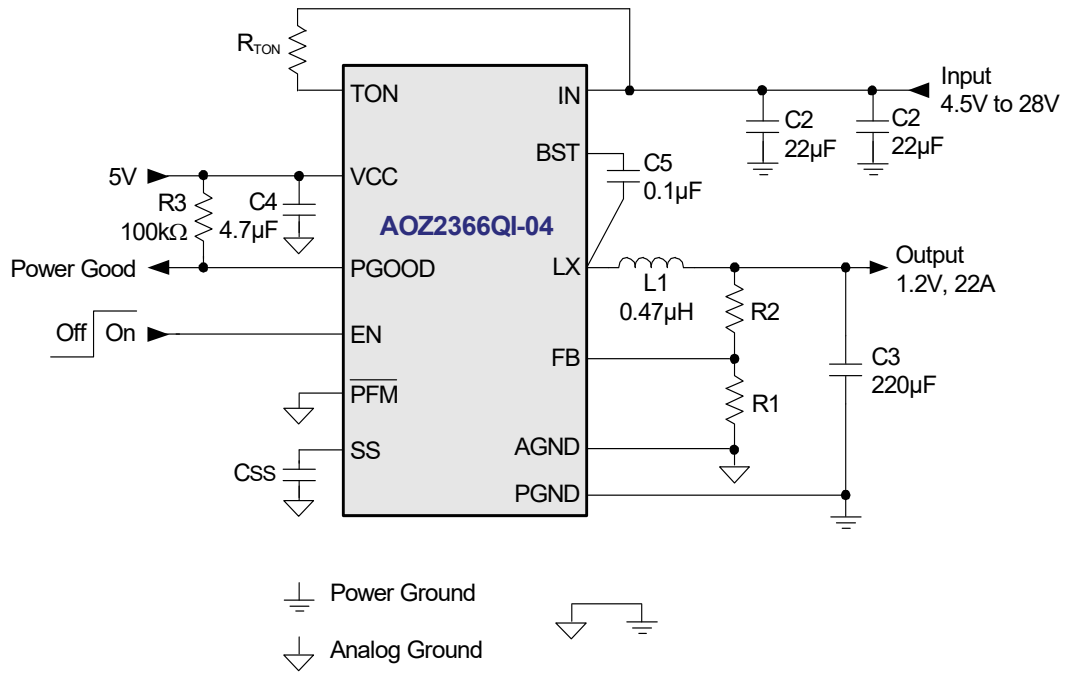 RTON
TON
IN
Input
4.5V to 28V
C2
22µF
C2
22µF
BST
C5
0.1µF
5V
VCC
R3
100kΩ
C4
4.7µF
AOZ2366QI-04
Power Good
PGOOD
LX
L1
0.47µH
Output
1.2V, 22A
R2
Off On
EN
FB
C3
220µF
PFM
R1
SS
AGND
CSS
PGND
Power Ground
Analog Ground